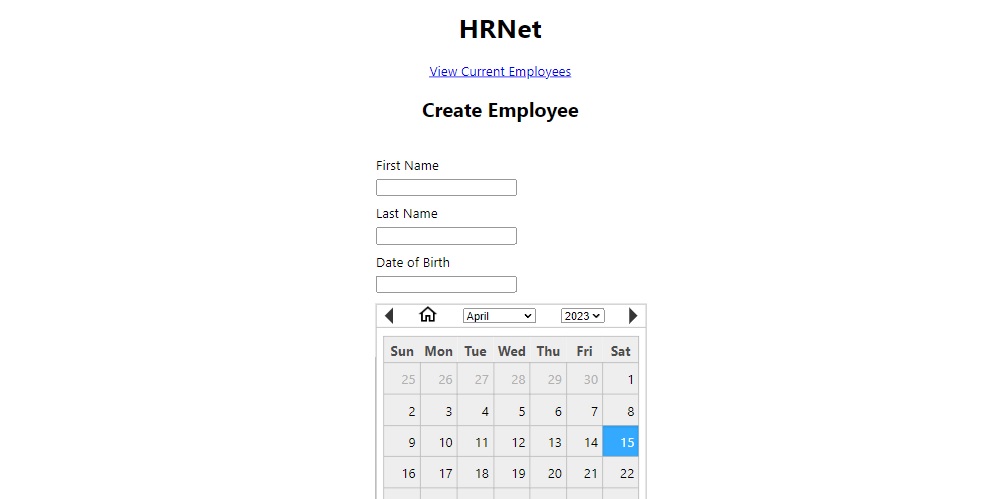 HRNet
View Current Employees
Create Employee
First Name
Last Name
Date of Birth
April 2023
Sun Mon Tue Wed Thu Fri Sat
25 26 27 28 29 30 1
2 3 4 5 6 7 8
9 10 11 12 13 14 15
16 17 18 19 20 21 22